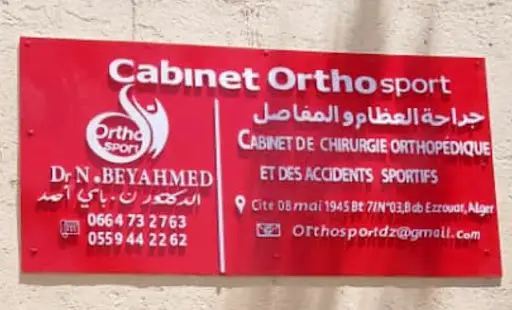 Cabinet Ortho sport
Ortho
sport
Dr N. BEYAHMED
الدكتور ن. باي أحمد
0664 73 2763
0559 44 22 62
جراحة العظام و المفاصل
CABINET DE CHIRURGIE ORTHOPÉDIQUE
ET DES ACCIDENTS SPORTIFS
Cite 08 mai 1945 Bt 7/N°03, Bab Ezzouar, Alger
Orthosportdz@gmail.com